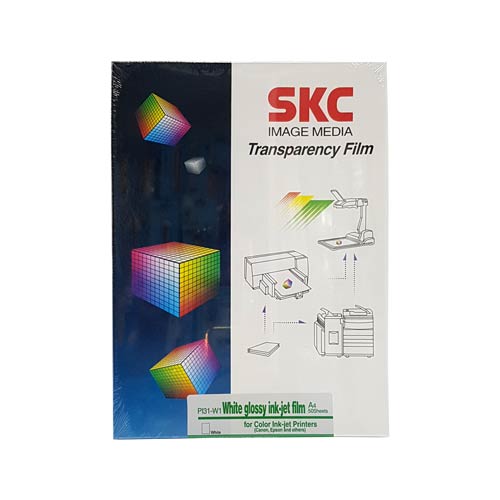 SKC
IMAGE MEDIA
Transparency Film
PI31-W1 White glossy ink-jet film A4 50Sheets
White
for Color Ink-jet Printers
(Canon, Epson and others)